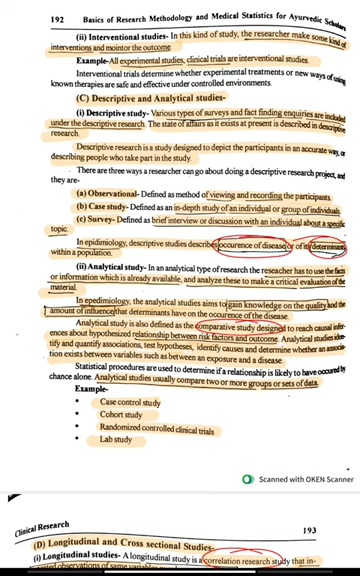 192 Basics of Research Methodology and Medical Statistics for Ayurvedic Scholars
(ii) Interventional studies- In this kind of study, the researcher make some kind of
interventions and mointor the outcome.
Example-All experimental studies, clinical trials are interventional studies.
Interventional trials determine whether experimental treatments or new ways of using
known therapies are safe and effective under controlled environments.
(C) Descriptive and Analytical studies-
(i) Descriptive study- Various types of surveys and fact finding enquiries are included
under the descriptive research. The state of affairs as it exists at present is described in descriptive
research.
Descriptive research is a study designed to depict the participants in an accurate way, or
describing people who take part in the study.
There are three ways a researcher can go about doing a descriptive research project, and
they are-
(a) Observational- Defined as method of viewing and recording the participants
(b) Case study- Defined as an in-depth study of an individual or group of individuals
(c) Survey- Defined as brief interview or discussion with an individual about a specific
topic.
In epidimiology, descriptive studies describes occurence of disease or of its determinants
within a population.
(ii) Analytical study- In an analytical type of research the reseacher has to use the facts
or information which is already available, and analyze these to make a critical evaluation of the
material.
In epedimiology, the analytical studies aims to gain knowledge on the quality and the
amount of influence that determinants have on the occurence of the disease.
Analytical study is also defined as the comparative study designed to reach causal infer-
ences about hypothesized relationship between risk factors and outcome. Analytical studies iden-
tify and quantify associations, test hypotheses, identify causes and determine whether an associa-
tion exists between variables such as between an exposure and a disease.
Statistical procedures are used to determine if a relationship is likely to have occured by
chance alone. Analytical studies usually compare two or more groups or sets of data.
Example-
• Case control study
• Cohort study
• Randomized controlled clinical trials
• Lab study
Scanned with OKEN Scanner
Clinical Research 193
(D) Longitudinal and Cross sectional Studies-
(i) Longitudinal studies- A longitudinal study is a correlation research study that in-
observations of same